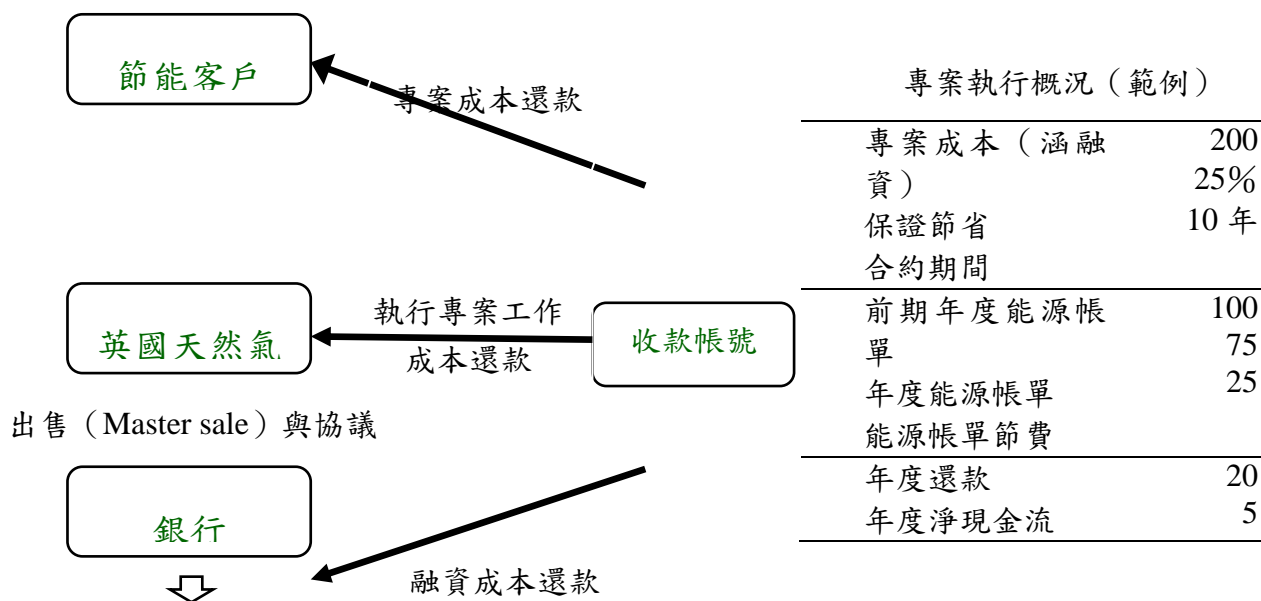 節能客戶
專案成本還款
英國天然氣
執行專案工作
成本還款
收款帳號
出售（Master sale）與協議
銀行
融資成本還款
專案執行概況（範例）
專案成本（涵融 200
資） 25%
保證節省 10 年
合約期間
前期年度能源帳 100
單 75
年度能源帳單 25
能源帳單節費
年度還款 20
年度淨現金流 5